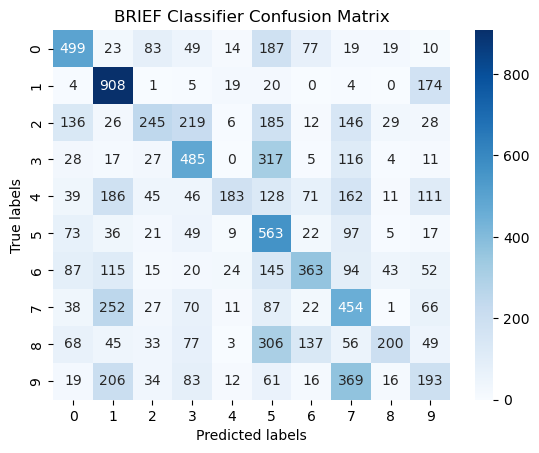 BRIEF Classifier Confusion Matrix
0 499 23 83 49 14 187 77 19 19 10
1 4 908 1 5 19 20 0 4 0 174
2 136 26 245 219 6 185 12 146 29 28
3 28 17 27 485 0 317 5 116 4 11
4 39 186 45 46 183 128 71 162 11 111
5 73 36 21 49 9 563 22 97 5 17
6 87 115 15 20 24 145 363 94 43 52
7 38 252 27 70 11 87 22 454 1 66
8 68 45 33 77 3 306 137 56 200 49
9 19 206 34 83 12 61 16 369 16 193
0 1 2 3 4 5 6 7 8 9
Predicted labels
True labels
800
600
400
200
0